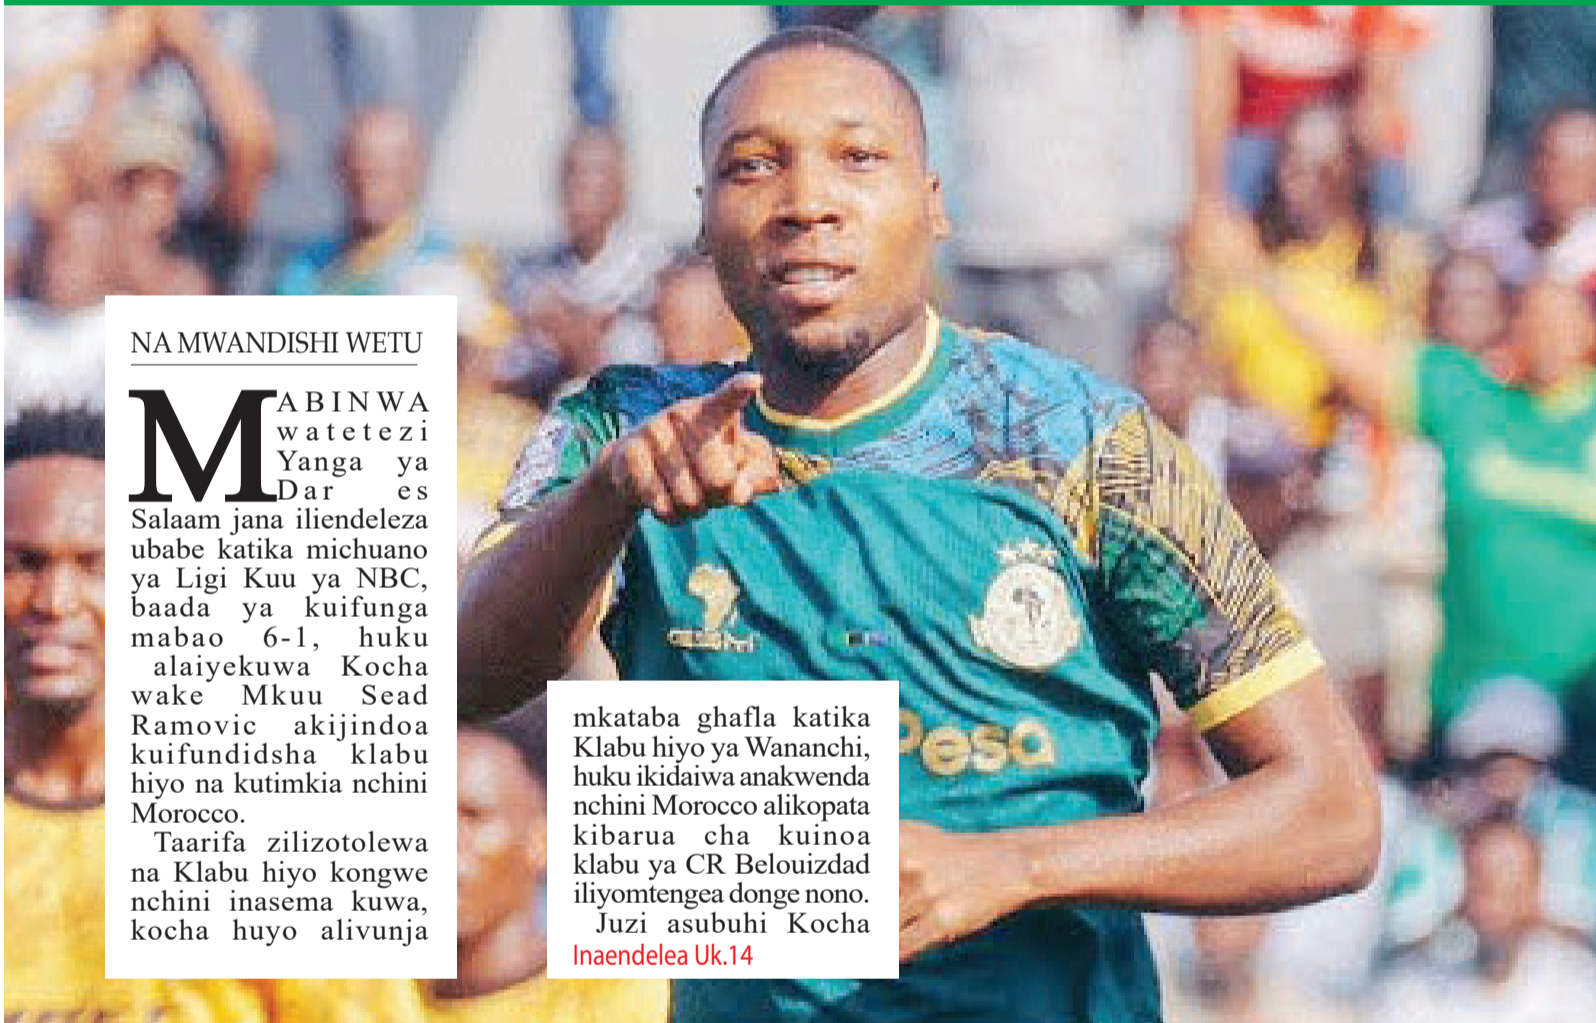 NA MWANDISHI WETU
MABINWA
watetezi
Yanga ya
Dar es
Salaam jana iliendeleza
ubabe katika michuano
ya Ligi Kuu ya NBC,
baada ya kuifunga
mabao 6-1, huku
alaiyekuwa Kocha
wake Mkuu Sead
Ramovic akijindoa
kuifundidsha klabu
hiyo na kutimkia nchini
Morocco.
Taarifa zilizotolewa
na Klabu hiyo kongwe
nchini inasema kuwa,
kocha huyo alivunja
mkataba ghafla katika
Klabu hiyo ya Wananchi,
huku ikidaiwa anakwenda
nchini Morocco alikopata
kibarua cha kuinoa
klabu ya CR Belouizdad
iliyomtengea donge nono.
Juzi asubuhi Kocha
Inaendelea Uk.14
Pesa